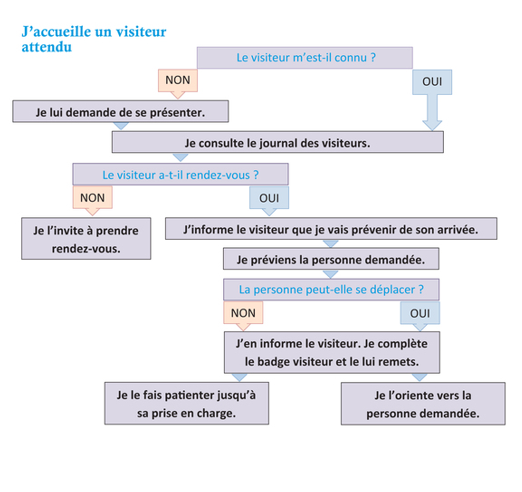 J'accueille un visiteur
attendu
Le visiteur m'est-il connu ?
NON
OUI
Je lui demande de se présenter.
Je consulte le journal des visiteurs.
Le visiteur a-t-il rendez-vous ?
NON
OUI
Je l'invite à prendre
rendez-vous.
J'informe le visiteur que je vais prévenir de son arrivée.
Je préviens la personne demandée.
La personne peut-elle se déplacer ?
NON
OUI
J'en informe le visiteur. Je complète
le badge visiteur et le lui remets.
Je le fais patienter jusqu'à
sa prise en charge.
Je l'oriente vers la
personne demandée.